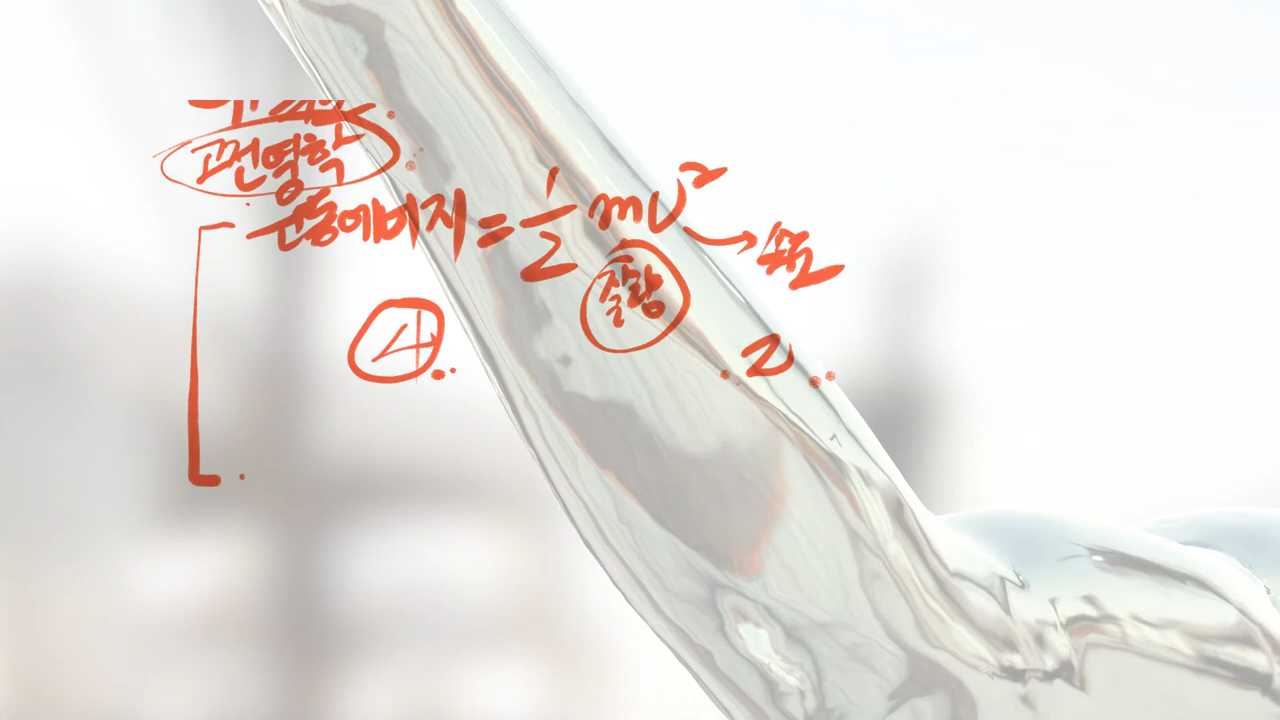 고전역학
운동에너지 = 1/2 mv²
→ 속도
질량
④
2